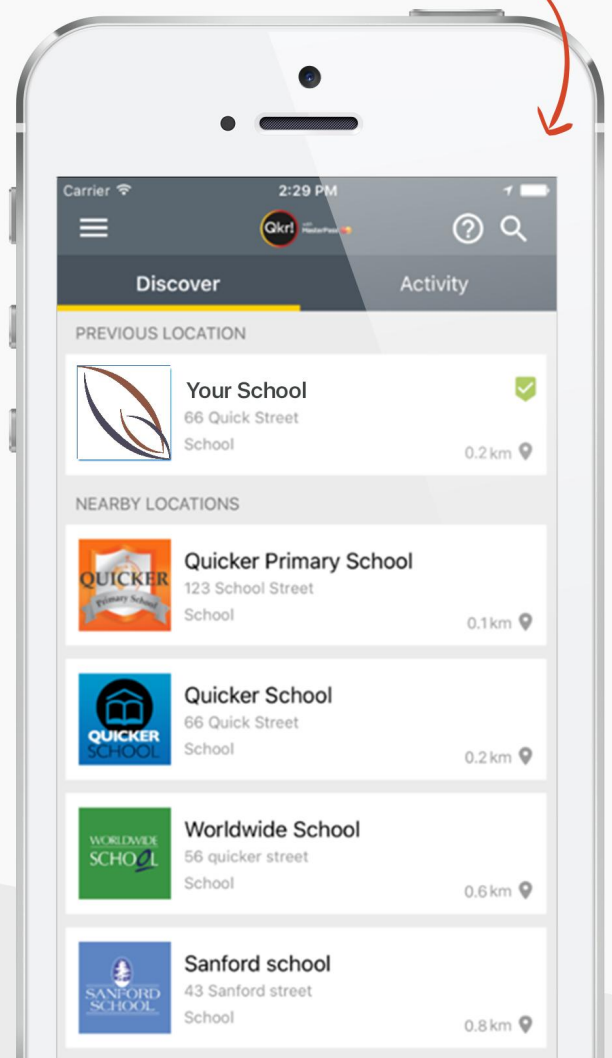 Carrier
2:29 PM
Qkr! with MasterPass
Discover
Activity
PREVIOUS LOCATION
Your School
66 Quick Street
School
0.2 km
NEARBY LOCATIONS
QUICKER
Primary School
Quicker Primary School
123 School Street
School
0.1 km
QUICKER
SCHOOL
Quicker School
66 Quick Street
School
0.2 km
WORLDWIDE
SCHOOL
Worldwide School
56 quicker street
School
0.6 km
SANFORD
SCHOOL
Sanford school
43 Sanford street
School
0.8 km